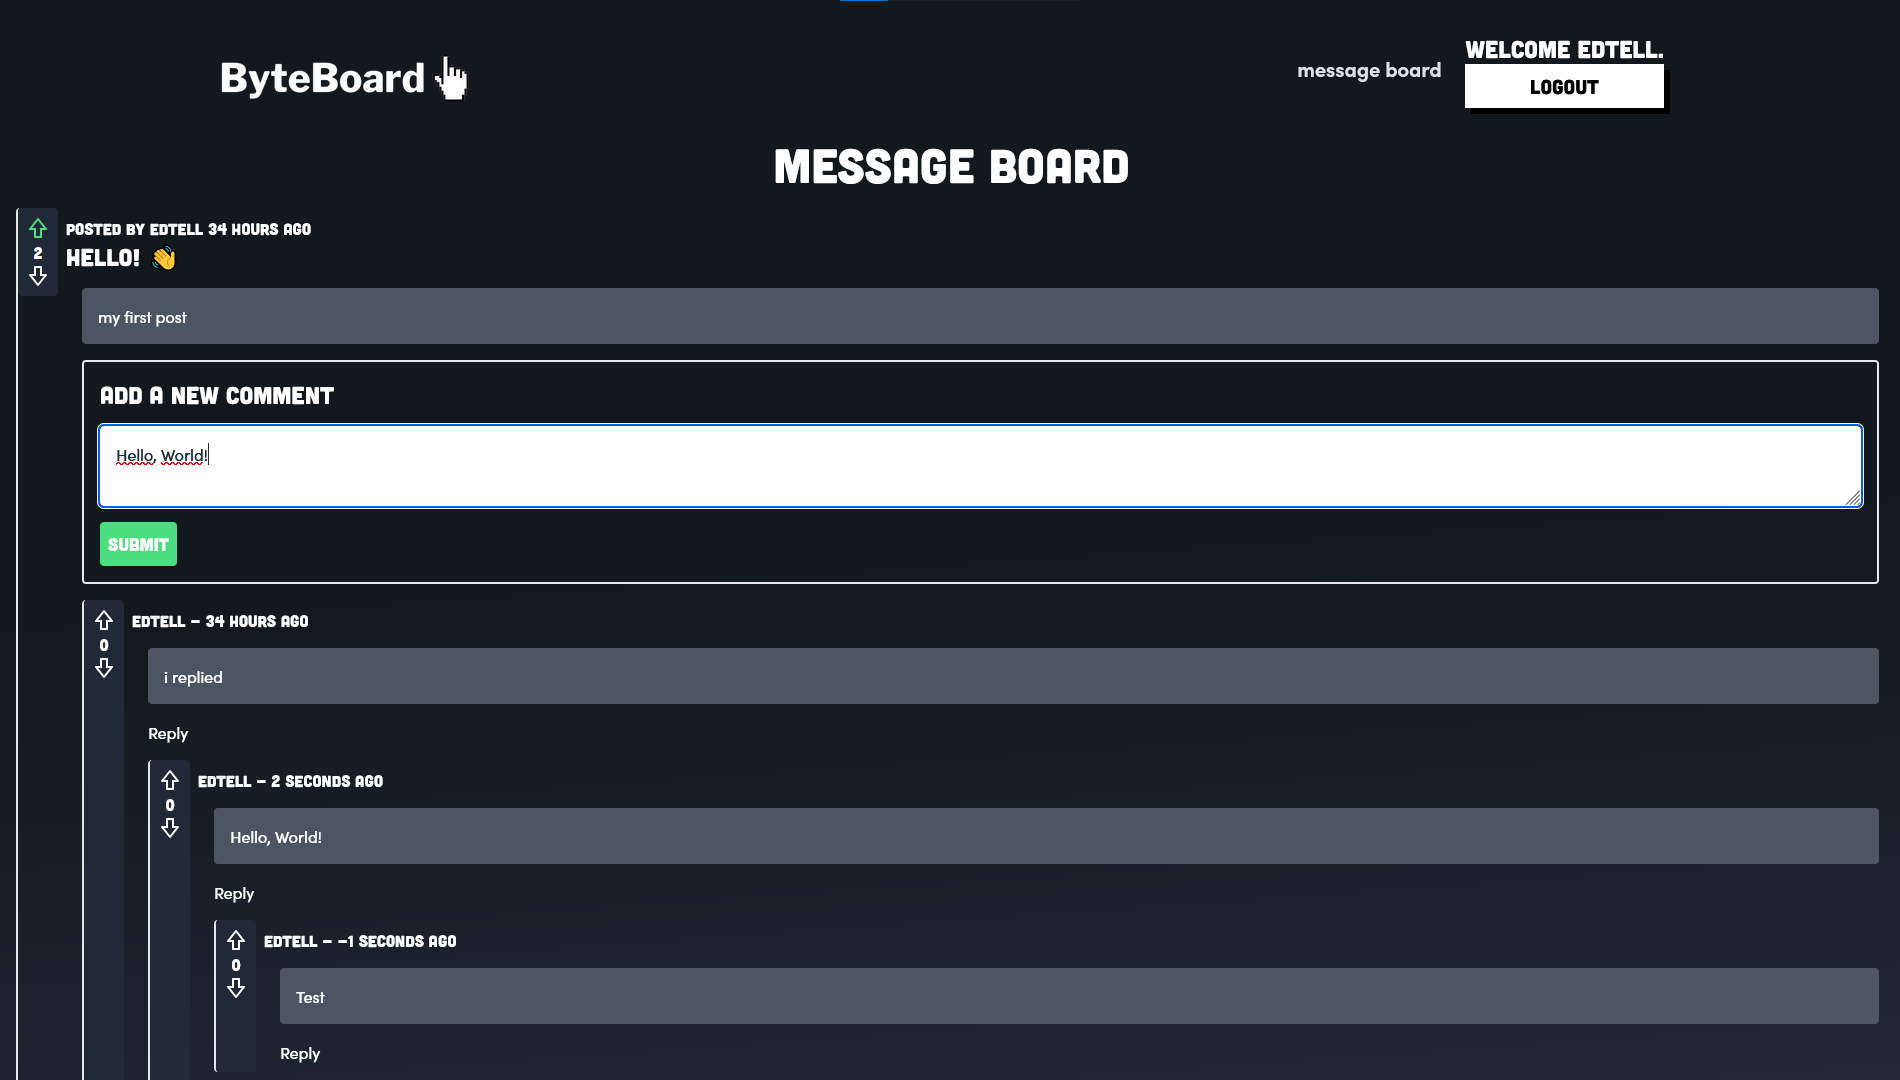 ByteBoard
message board
WELCOME EDTELL.
LOGOUT
MESSAGE BOARD
2
POSTED BY EDTELL 34 HOURS AGO
HELLO! 👋
my first post
ADD A NEW COMMENT
Hello, World!
SUBMIT
0
EDTELL - 34 HOURS AGO
i replied
Reply
0
EDTELL - 2 SECONDS AGO
Hello, World!
Reply
0
EDTELL - -1 SECONDS AGO
Test
Reply